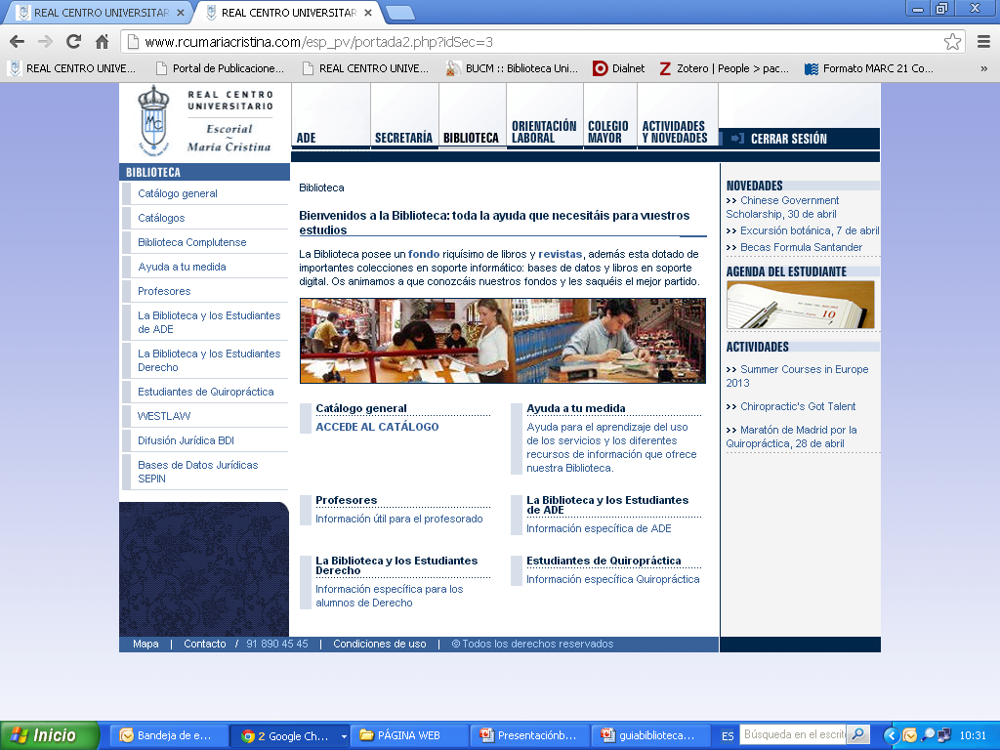 REAL CENTRO UNIVERSITAR
REAL CENTRO UNIVERSITAR
www.rcumariacristina.com/esp_pv/portada2.php?idSec=3
REAL CENTRO UNIVE...
Portal de Publicacione...
REAL CENTRO UNIVE...
BUCM :: Biblioteca Uni...
Dialnet
Zotero | People > pac...
Formato MARC 21 Co...
»
REAL CENTRO
UNIVERSITARIO
Escorial
~
María Cristina
ADE
SECRETARÍA
BIBLIOTECA
ORIENTACIÓN
LABORAL
COLEGIO
MAYOR
ACTIVIDADES
Y NOVEDADES
CERRAR SESIÓN
BIBLIOTECA
Catálogo general
Catálogos
Biblioteca Complutense
Ayuda a tu medida
Profesores
La Biblioteca y los Estudiantes
de ADE
La Biblioteca y los Estudiantes
Derecho
Estudiantes de Quiropráctica
WESTLAW
Difusión Jurídica BDI
Bases de Datos Jurídicas
SEPIN
Biblioteca
Bienvenidos a la Biblioteca: toda la ayuda que necesitáis para vuestros
estudios
La Biblioteca posee un fondo riquísimo de libros y revistas, además esta dotado de
importantes colecciones en soporte informático: bases de datos y libros en soporte
digital. Os animamos a que conozcáis nuestros fondos y les saquéis el mejor partido.
Catálogo general
ACCEDE AL CATÁLOGO
Ayuda a tu medida
Ayuda para el aprendizaje del uso
de los servicios y los diferentes
recursos de información que ofrece
nuestra Biblioteca.
Profesores
Información útil para el profesorado
La Biblioteca y los Estudiantes
de ADE
Información específica de ADE
La Biblioteca y los Estudiantes
Derecho
Información específica para los
alumnos de Derecho
Estudiantes de Quiropráctica
Información específica Quiropráctica
NOVEDADES
>> Chinese Government
Scholarship, 30 de abril
>> Excursión botánica, 7 de abril
>> Becas Formula Santander
AGENDA DEL ESTUDIANTE
10
ACTIVIDADES
>> Summer Courses in Europe
2013
>> Chiropractic's Got Talent
>> Maratón de Madrid por la
Quiropráctica, 28 de abril
Mapa | Contacto / 91 890 45 45 | Condiciones de uso | © Todos los derechos reservados
Inicio
Bandeja de e...
2 Google Ch...
PÁGINA WEB
Presentaciónb...
guiabiblioteca...
ES
Búsqueda en el escrito
10:31